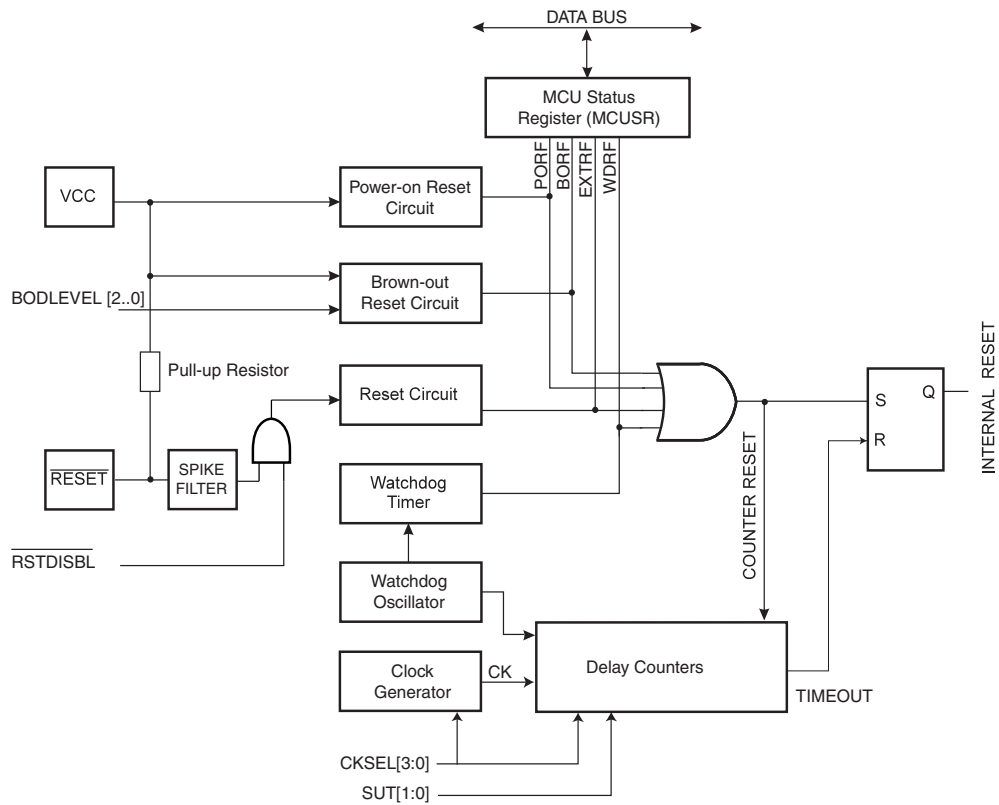 DATA BUS
MCU Status
Register (MCUSR)
PORF
BORF
EXTRF
WDRF
VCC
Power-on Reset
Circuit
Brown-out
Reset Circuit
BODLEVEL [2..0]
Pull-up Resistor
Reset Circuit
S
Q
R
INTERNAL RESET
RESET
SPIKE
FILTER
Watchdog
Timer
COUNTER RESET
RSTDISBL
Watchdog
Oscillator
Clock
Generator
CK
Delay Counters
TIMEOUT
CKSEL[3:0]
SUT[1:0]